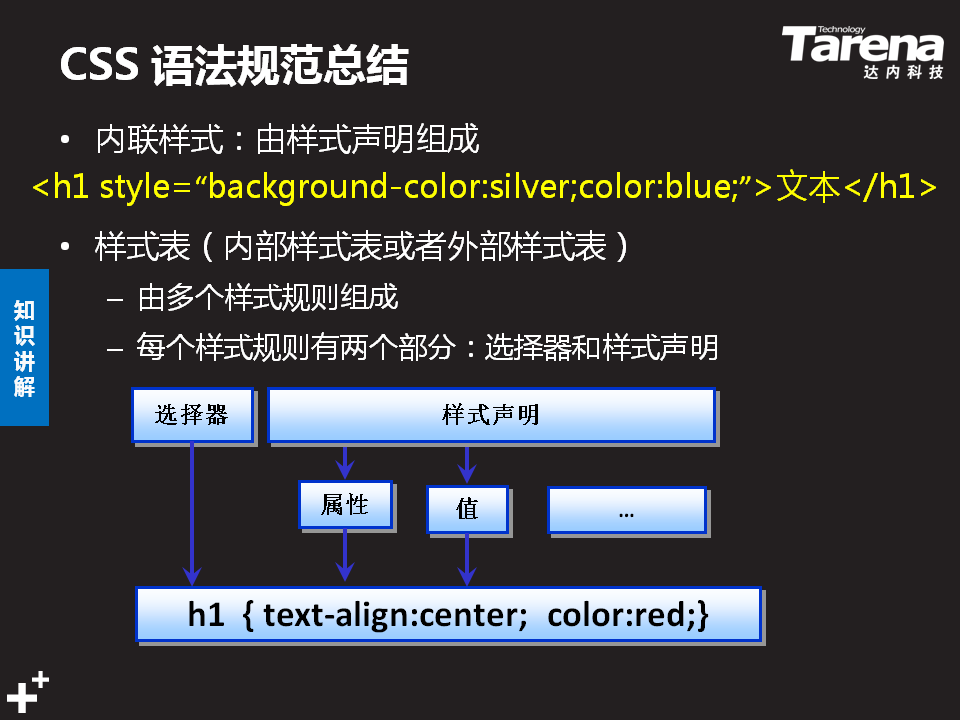 CSS 语法规范总结
Technology
Tarena
达内科技
• 内联样式：由样式声明组成
<h1 style=“background-color:silver;color:blue;”>文本</h1>
• 样式表（内部样式表或者外部样式表）
– 由多个样式规则组成
– 每个样式规则有两个部分：选择器和样式声明
知识讲解
选择器 样式声明
属性 值 …
h1 { text-align:center; color:red;}